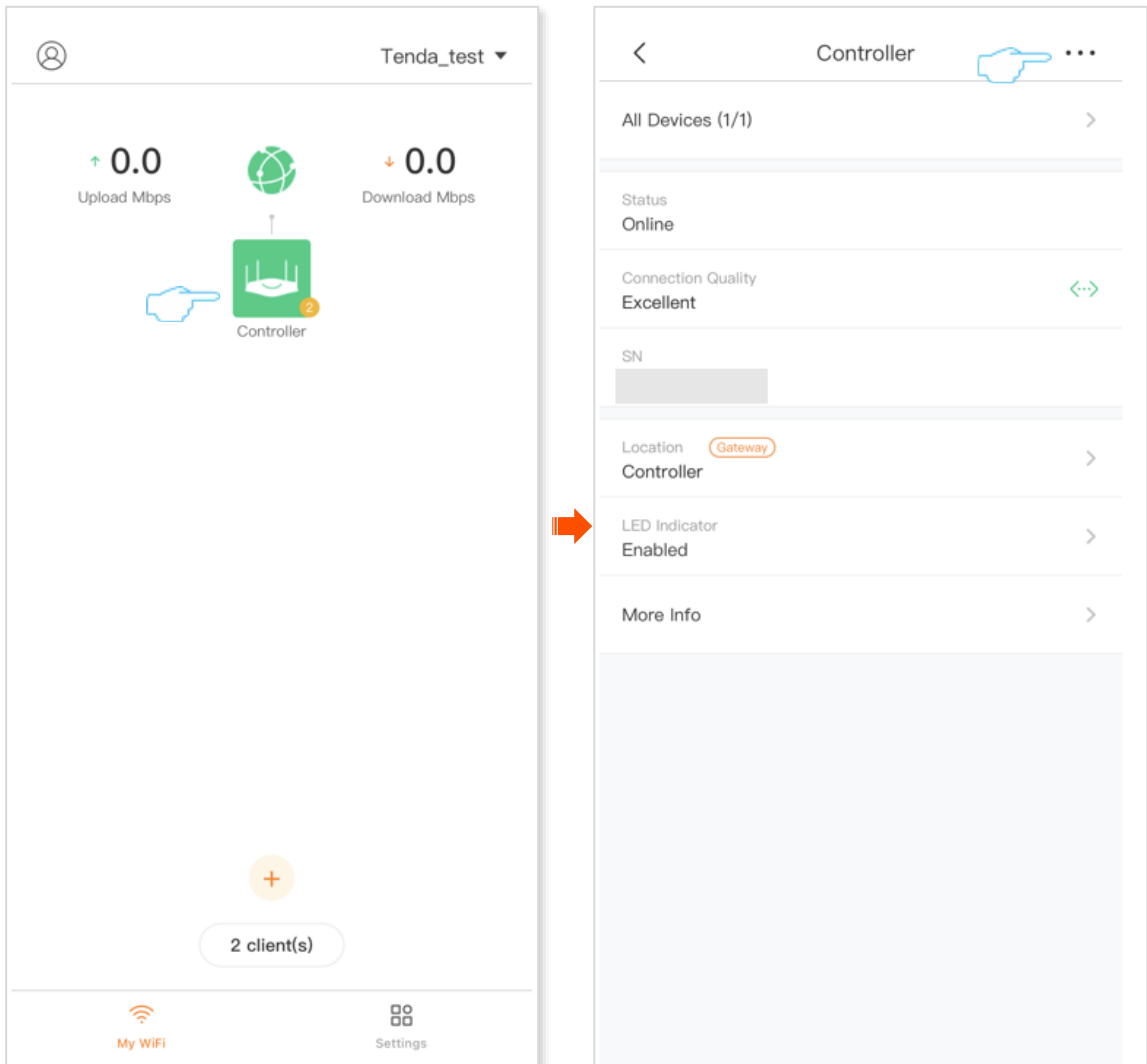 Tenda_test
0.0
0.0
Upload Mbps
Download Mbps
2
Controller
2 client(s)
My WiFi
Settings
Controller
All Devices (1/1)
Status
Online
Connection Quality
Excellent
SN
Location Gateway
Controller
LED Indicator
Enabled
More Info